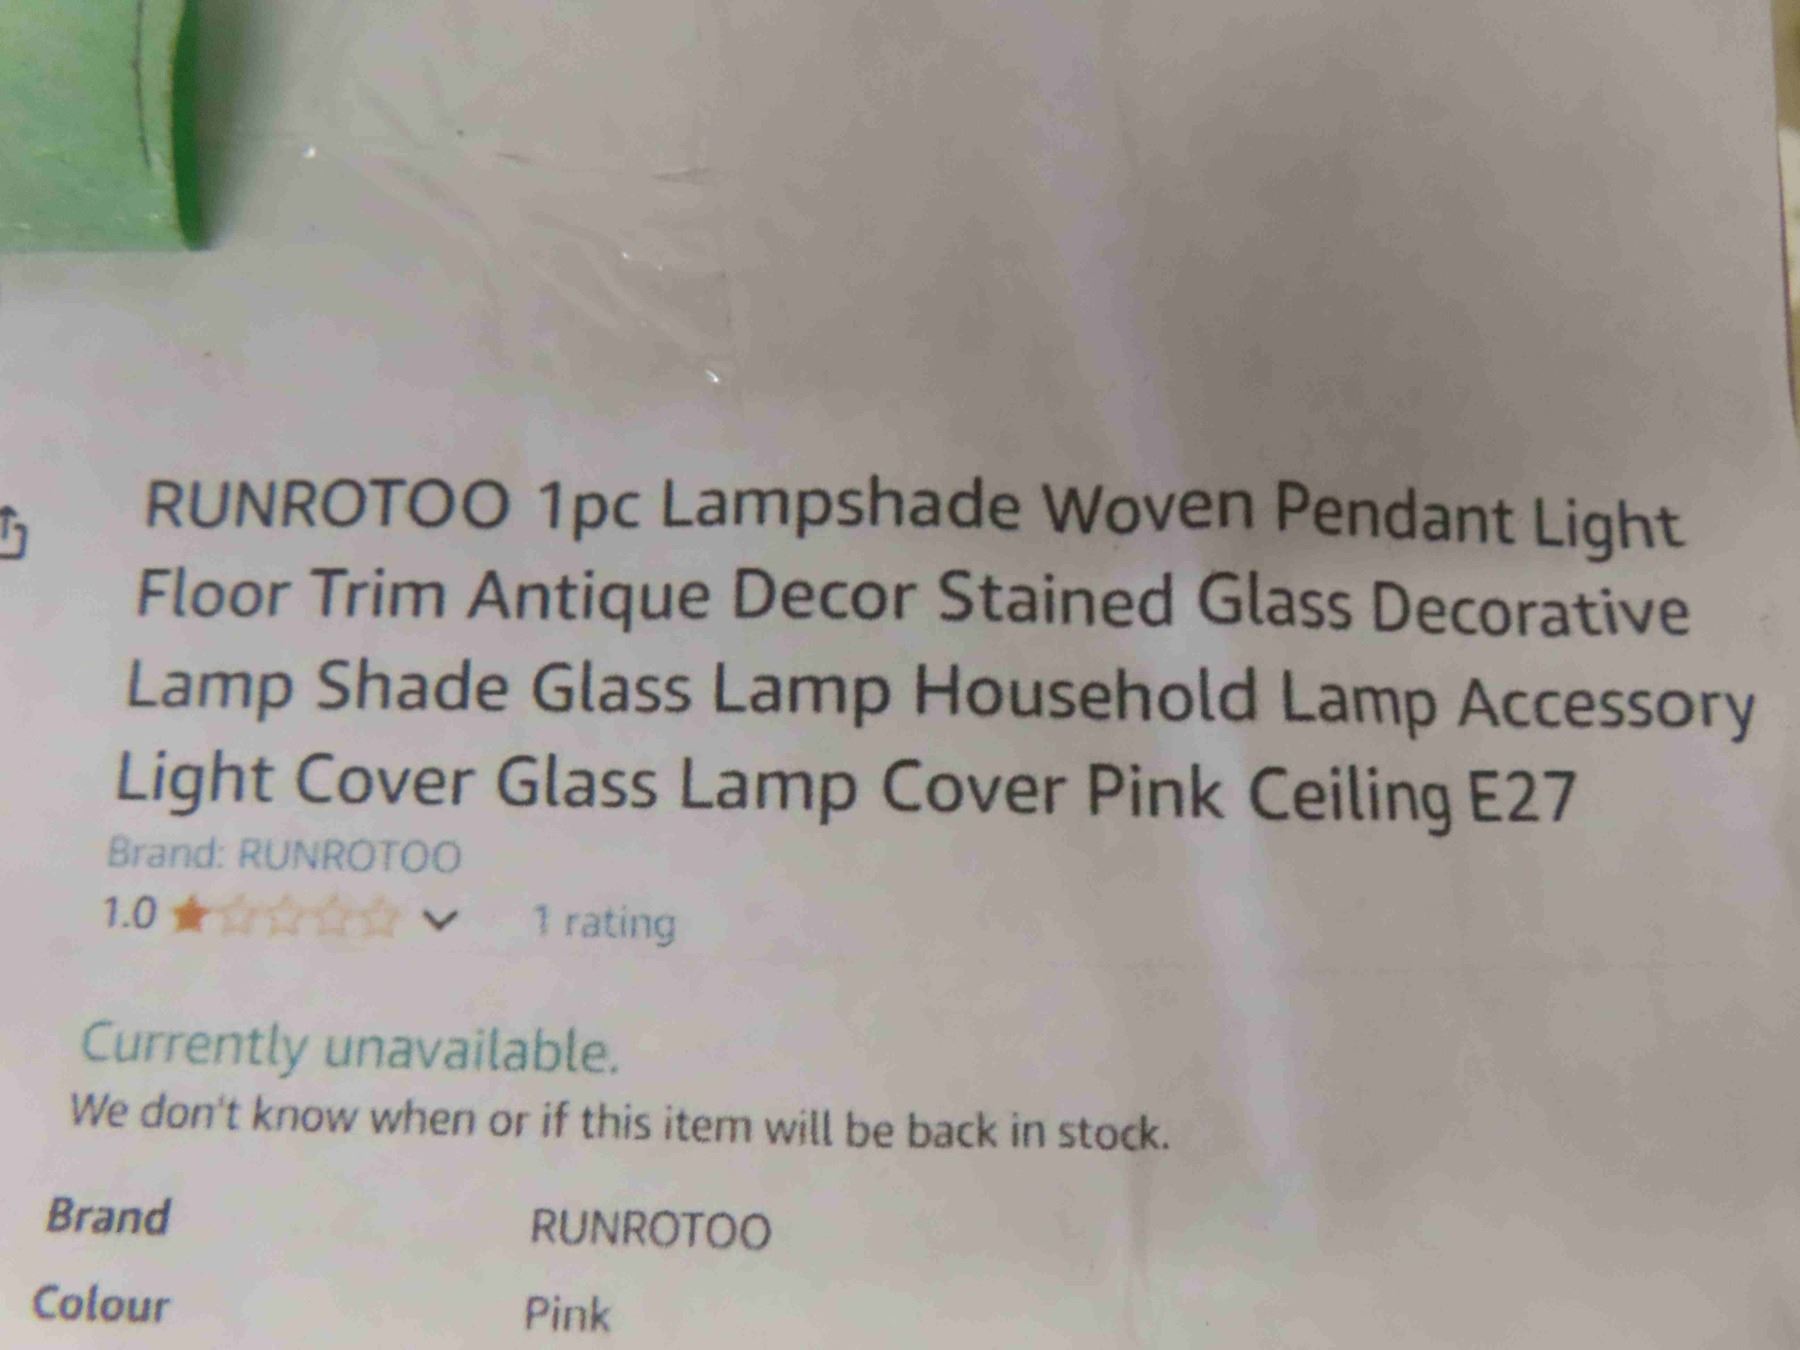 RUNROTOO 1pc Lampshade Woven Pendant Light
Floor Trim Antique Decor Stained Glass Decorative
Lamp Shade Glass Lamp Household Lamp Accessory
Light Cover Glass Lamp Cover Pink Ceiling E27
Brand: RUNROTOO
1.0 1 rating
Currently unavailable.
We don't know when or if this item will be back in stock.
Brand RUNROTOO
Colour Pink